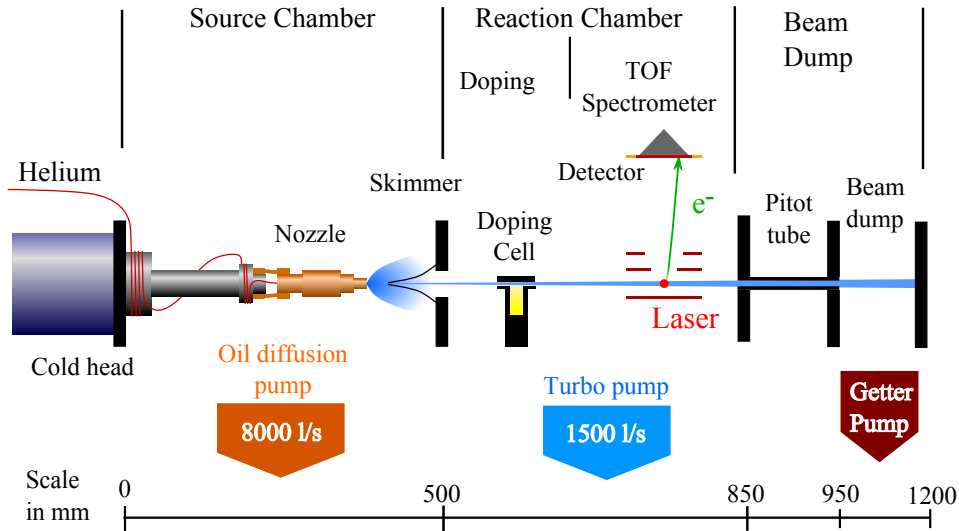 Source Chamber
Reaction Chamber
Beam
Dump
Doping
TOF
Spectrometer
Helium
Skimmer
Detector
Nozzle
Doping
Cell
e-
Pitot
tube
Beam
dump
Laser
Cold head
Oil diffusion
pump
8000 l/s
Turbo pump
1500 l/s
Getter
Pump
Scale
in mm
0
500
850
950
1200